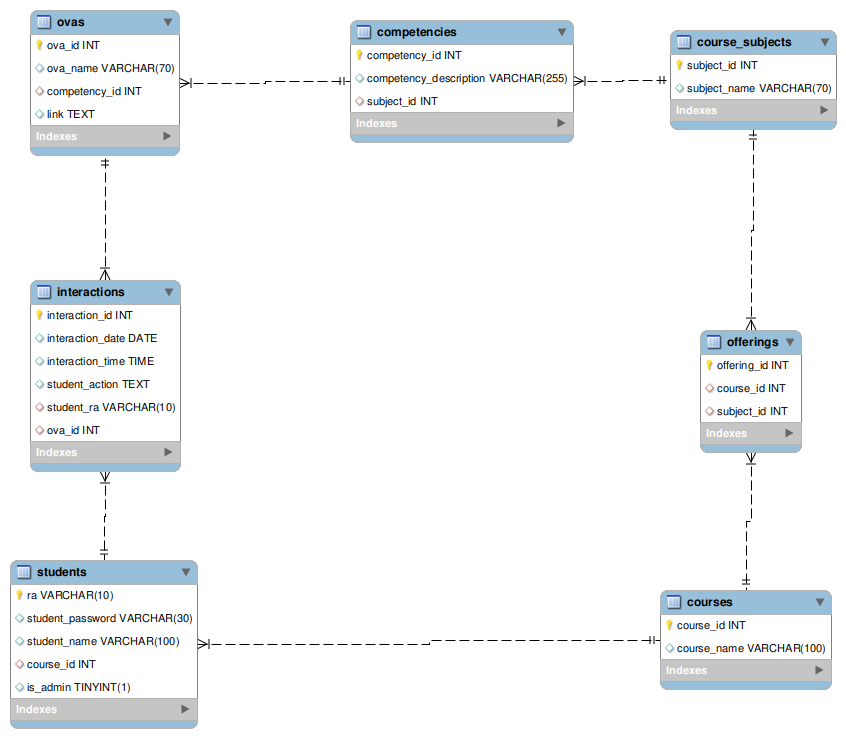 ovas
ova_id INT
ova_name VARCHAR(70)
competency_id INT
link TEXT
Indexes
competencies
competency_id INT
competency_description VARCHAR(255)
subject_id INT
Indexes
course_subjects
subject_id INT
subject_name VARCHAR(70)
Indexes
interactions
interaction_id INT
interaction_date DATE
interaction_time TIME
student_action TEXT
student_ra VARCHAR(10)
ova_id INT
Indexes
offerings
offering_id INT
course_id INT
subject_id INT
Indexes
students
ra VARCHAR(10)
student_password VARCHAR(30)
student_name VARCHAR(100)
course_id INT
is_admin TINYINT(1)
Indexes
courses
course_id INT
course_name VARCHAR(100)
Indexes